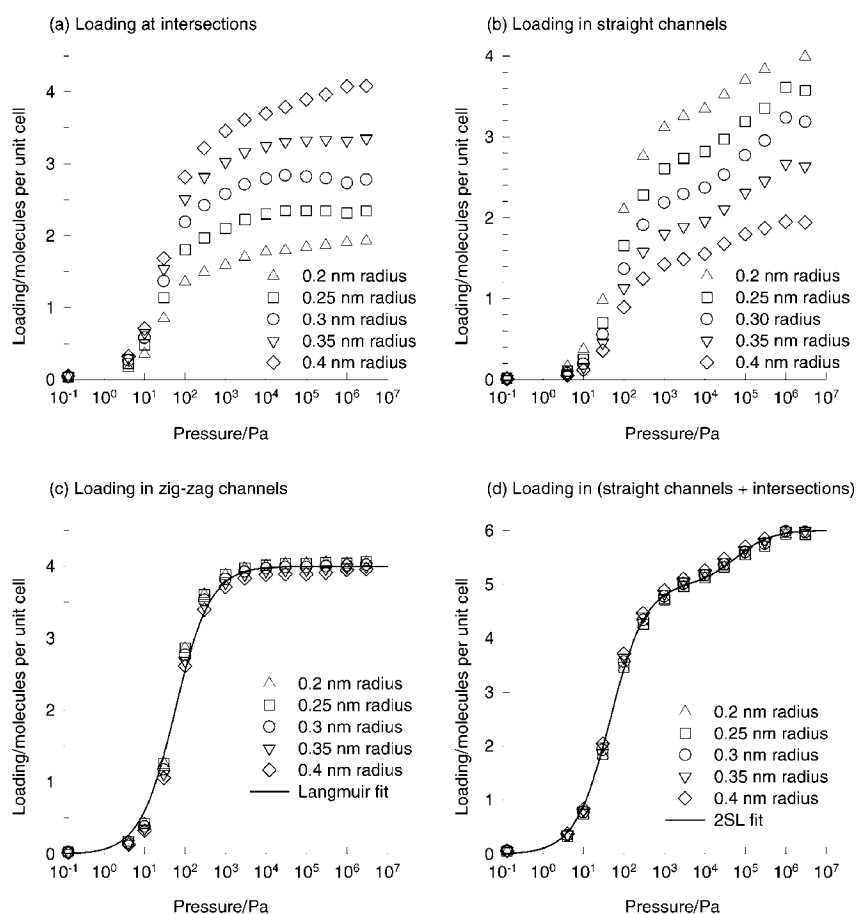 (a) Loading at intersections
Loading/molecules per unit cell
5
4
3
2
1
0
0.2 nm radius
0.25 nm radius
0.3 nm radius
0.35 nm radius
0.4 nm radius
10-1 100 101 102 103 104 105 106 107
Pressure/Pa
(b) Loading in straight channels
Loading/molecules per unit cell
4
3
2
1
0
0.2 nm radius
0.25 nm radius
0.30 radius
0.35 nm radius
0.4 nm radius
10-1 100 101 102 103 104 105 106 107
Pressure/Pa
(c) Loading in zig-zag channels
Loading/molecules per unit cell
4
3
2
1
0
0.2 nm radius
0.25 nm radius
0.3 nm radius
0.35 nm radius
0.4 nm radius
Langmuir fit
10-1 100 101 102 103 104 105 106 107
Pressure/Pa
(d) Loading in (straight channels + intersections)
Loading/molecules per unit cell
6
5
4
3
2
1
0
0.2 nm radius
0.25 nm radius
0.3 nm radius
0.35 nm radius
0.4 nm radius
2SL fit
10-1 100 101 102 103 104 105 106 107
Pressure/Pa